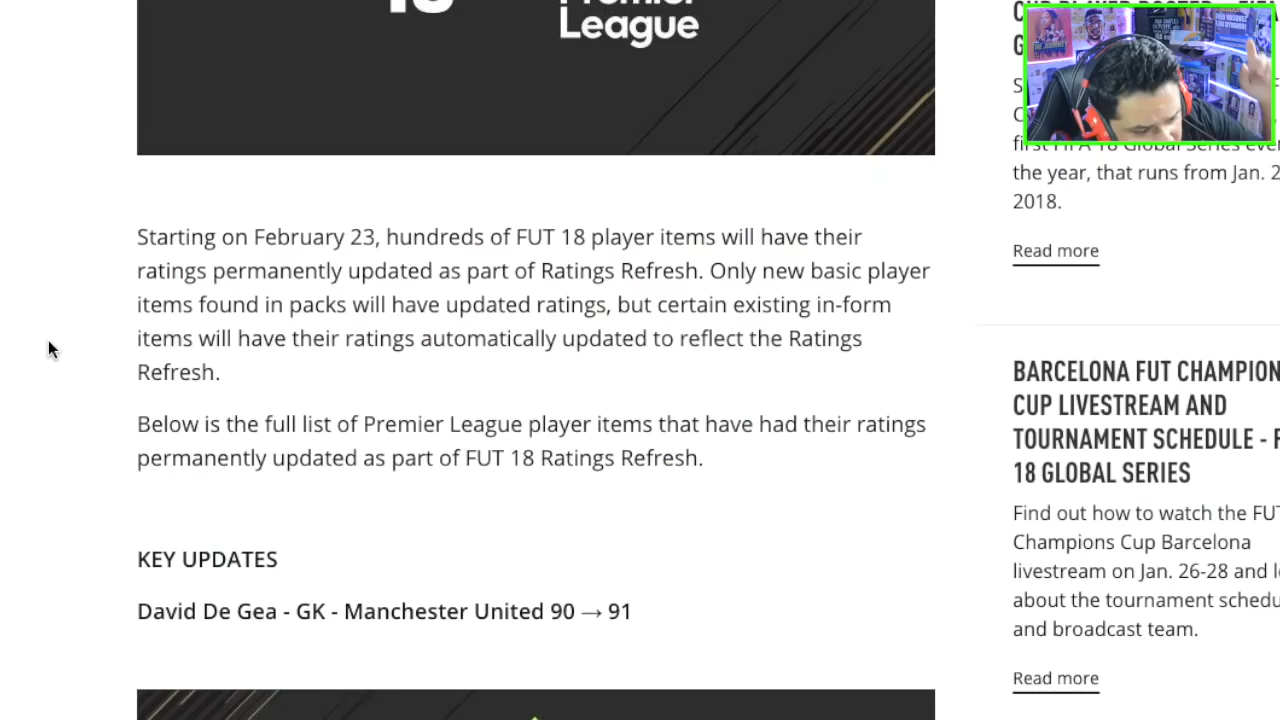 League
Starting on February 23, hundreds of FUT 18 player items will have their
ratings permanently updated as part of Ratings Refresh. Only new basic player
items found in packs will have updated ratings, but certain existing in-form
items will have their ratings automatically updated to reflect the Ratings
Refresh.
Below is the full list of Premier League player items that have had their ratings
permanently updated as part of FUT 18 Ratings Refresh.
KEY UPDATES
David De Gea - GK - Manchester United 90 → 91
the year, that runs from Jan. 2
2018.
Read more
BARCELONA FUT CHAMPION
CUP LIVESTREAM AND
TOURNAMENT SCHEDULE - F
18 GLOBAL SERIES
Find out how to watch the FUT
Champions Cup Barcelona
livestream on Jan. 26-28 and l
about the tournament schedu
and broadcast team.
Read more